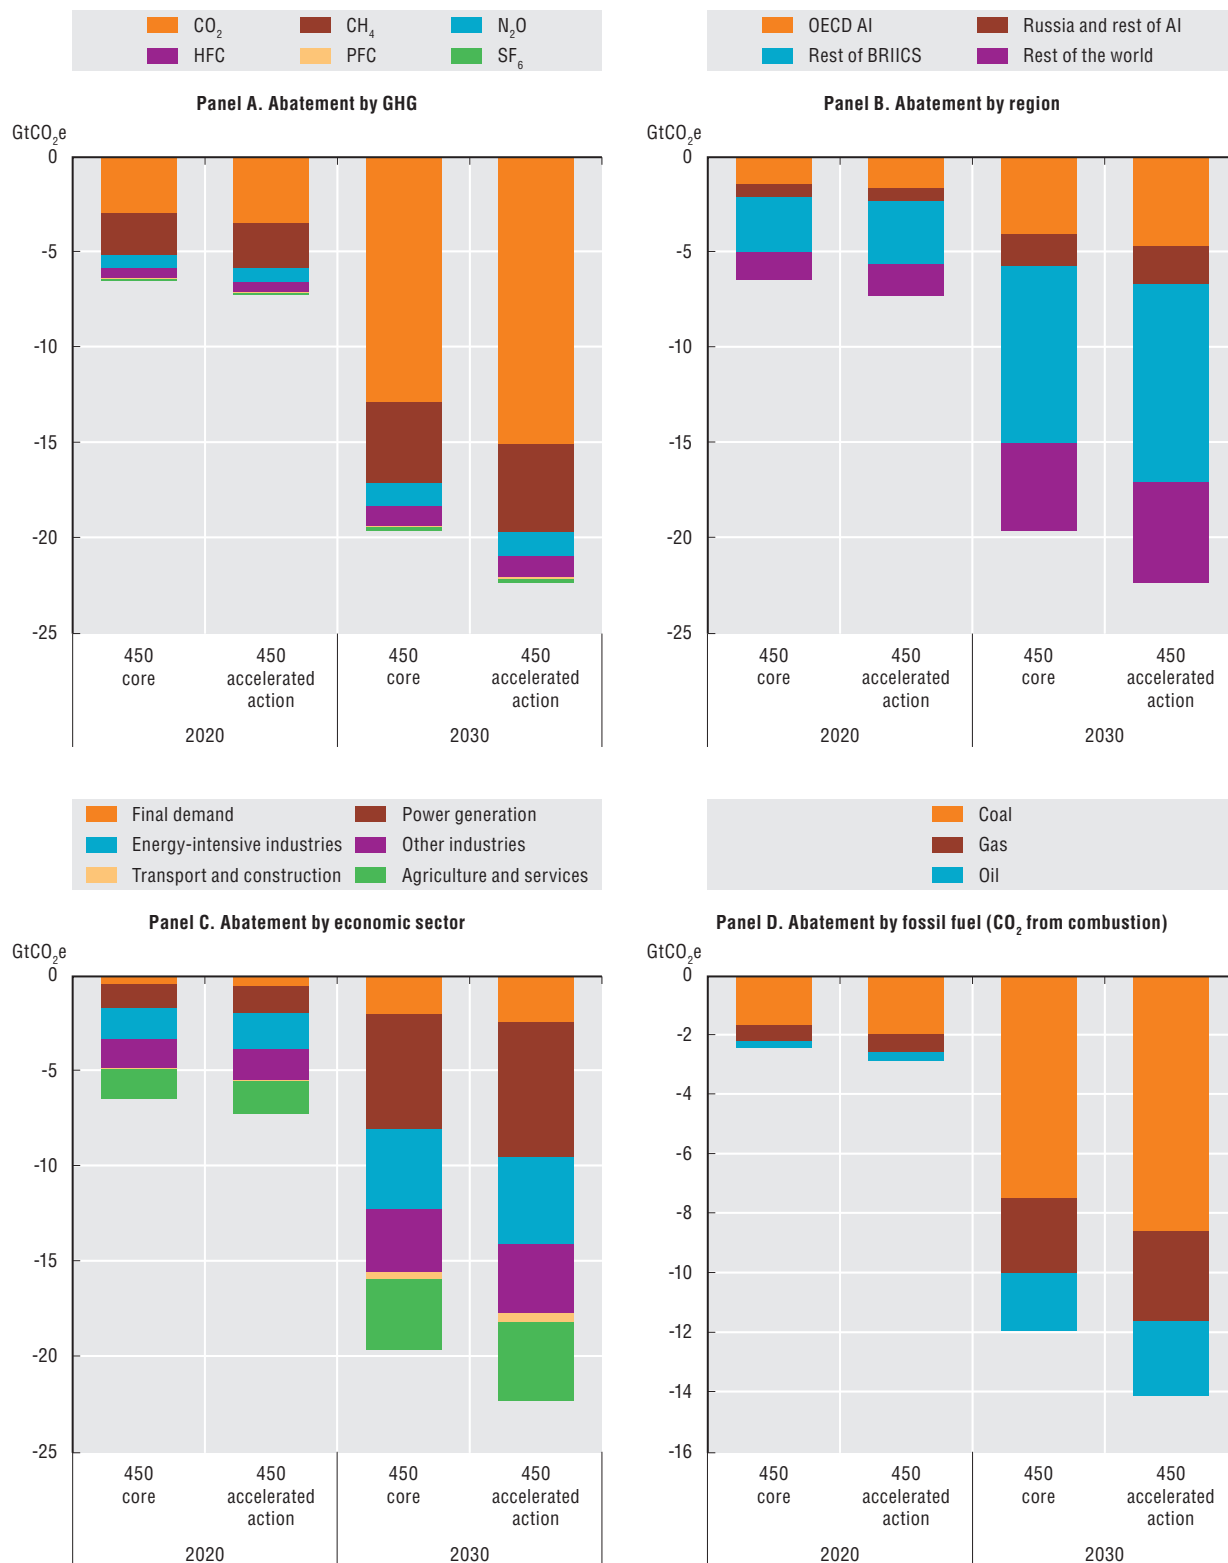 CO₂ CH₄ N₂O
HFC PFC SF₆
Panel A. Abatement by GHG
GtCO₂e
0
-5
-10
-15
-20
-25
450 450 450 450
core accelerated core accelerated
action action
2020 2030
OECD AI Russia and rest of AI
Rest of BRIICS Rest of the world
Panel B. Abatement by region
0
-5
-10
-15
-20
-25
450 450 450 450
core accelerated core accelerated
action action
2020 2030
Final demand Power generation
Energy-intensive industries Other industries
Transport and construction Agriculture and services
Panel C. Abatement by economic sector
GtCO₂e
0
-5
-10
-15
-20
-25
450 450 450 450
core accelerated core accelerated
action action
2020 2030
Coal
Gas
Oil
Panel D. Abatement by fossil fuel (CO₂ from combustion)
0
-2
-4
-6
-8
-10
-12
-14
-16
450 450 450 450
core accelerated core accelerated
action action
2020 2030